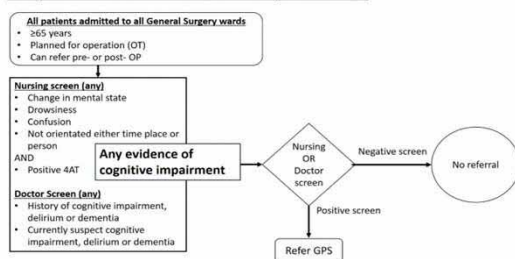 All patients admitted to all General Surgery wards
• ≥65 years
• Planned for operation (OT)
• Can refer pre- or post- OP
Nursing screen (any)
• Change in mental state
• Drowsiness
• Confusion
• Not orientated either time place or
person
AND
• Positive 4AT
Doctor Screen (any)
• History of cognitive impairment,
delirium or dementia
• Currently suspect cognitive
impairment, delirium or dementia
Any evidence of
cognitive impairment
Nursing
OR
Doctor
screen
Negative screen
No referral
Positive screen
Refer GPS